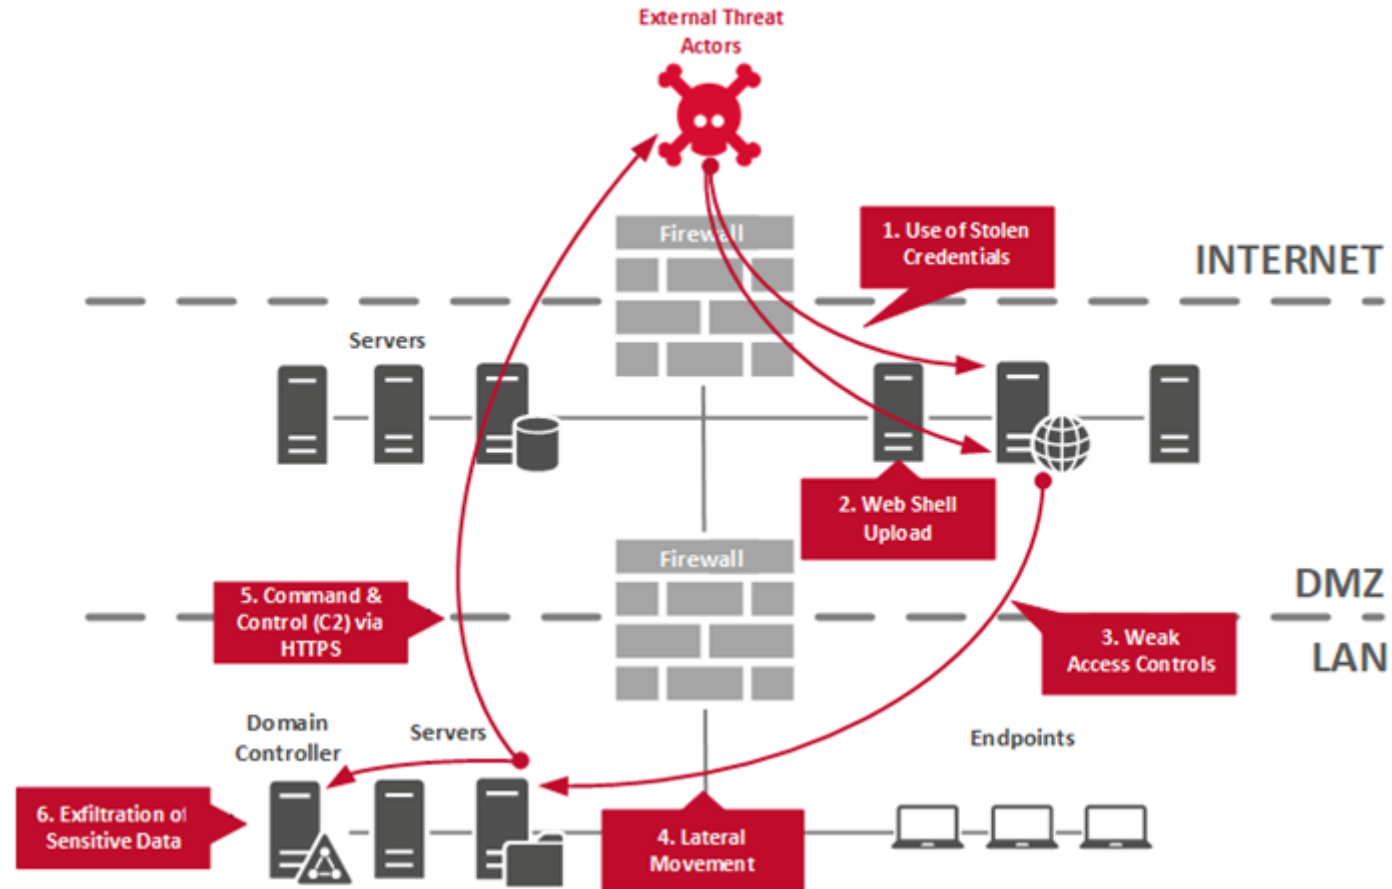 External Threat
Actors
Firewall
1. Use of Stolen
Credentials
INTERNET
Servers
2. Web Shell
Upload
Firewall
DMZ
5. Command &
Control (C2) via
HTTPS
3. Weak
Access Controls
LAN
Domain
Controller
Servers
Endpoints
6. Exfiltration of
Sensitive Data
4. Lateral
Movement